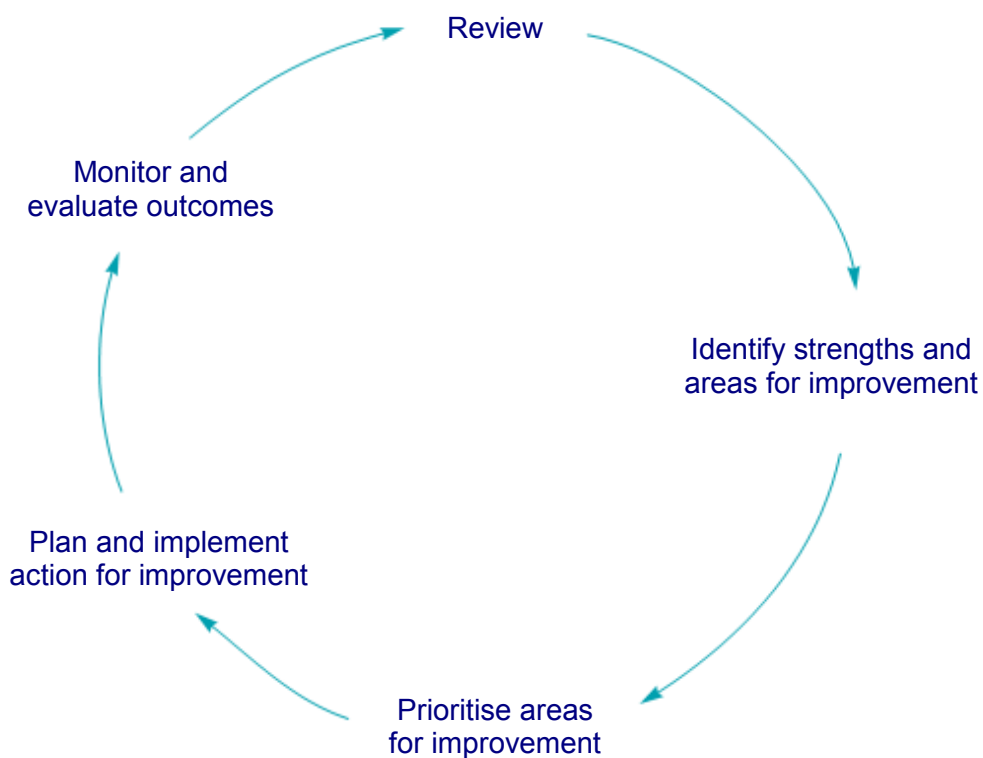 Review
Identify strengths and
areas for improvement
Prioritise areas
for improvement
Plan and implement
action for improvement
Monitor and
evaluate outcomes